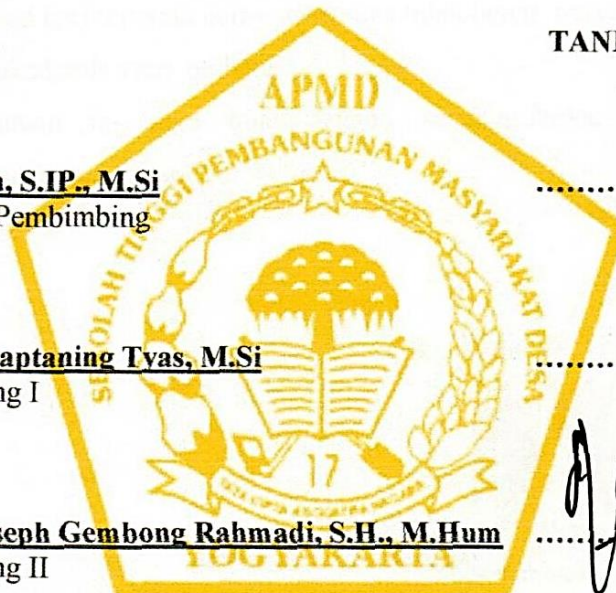 TAN
APMD
SEKOLAH TINGGI PEMBANGUNAN MASYARAKAT DESA
, S.IP., M.Si
Pembimbing
aptaning Tyas, M.Si
ng I
17
seph Gembong Rahmadi, S.H., M.Hum
YOGYAKARTA
ng II